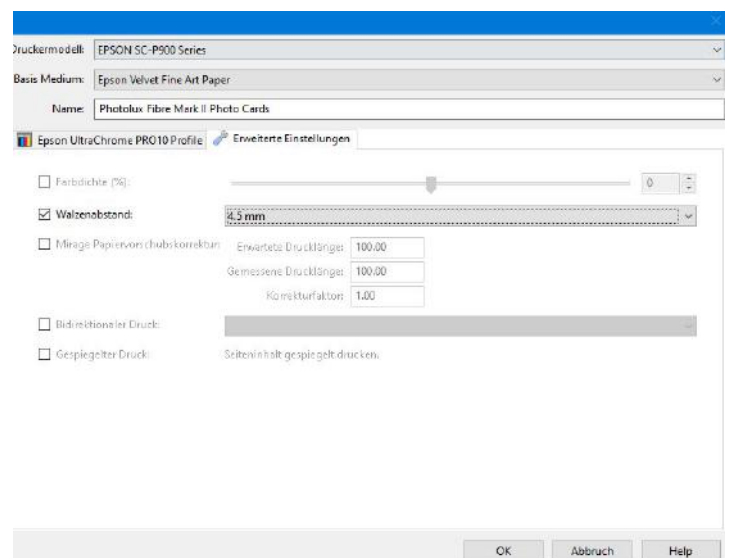 Druckermodell: EPSON SC-P900 Series
Basis Medium: Epson Velvet Fine Art Paper
Name: Photolux Fibre Mark II Photo Cards
Epson UltraChrome PRO10 Profile Erweiterte Einstellungen
Farbdichte (%): 0
Walzenabstand: 4.5 mm
Mirage Papiervorschubskorrektur: Erwartete Drucklänge: 100.00
Gemessene Drucklänge: 100.00
Korrekturfaktor: 1.00
Bidirektionaler Druck:
Gespiegelter Druck: Seiteninhalt gespiegelt drucken.
OK Abbruch Help